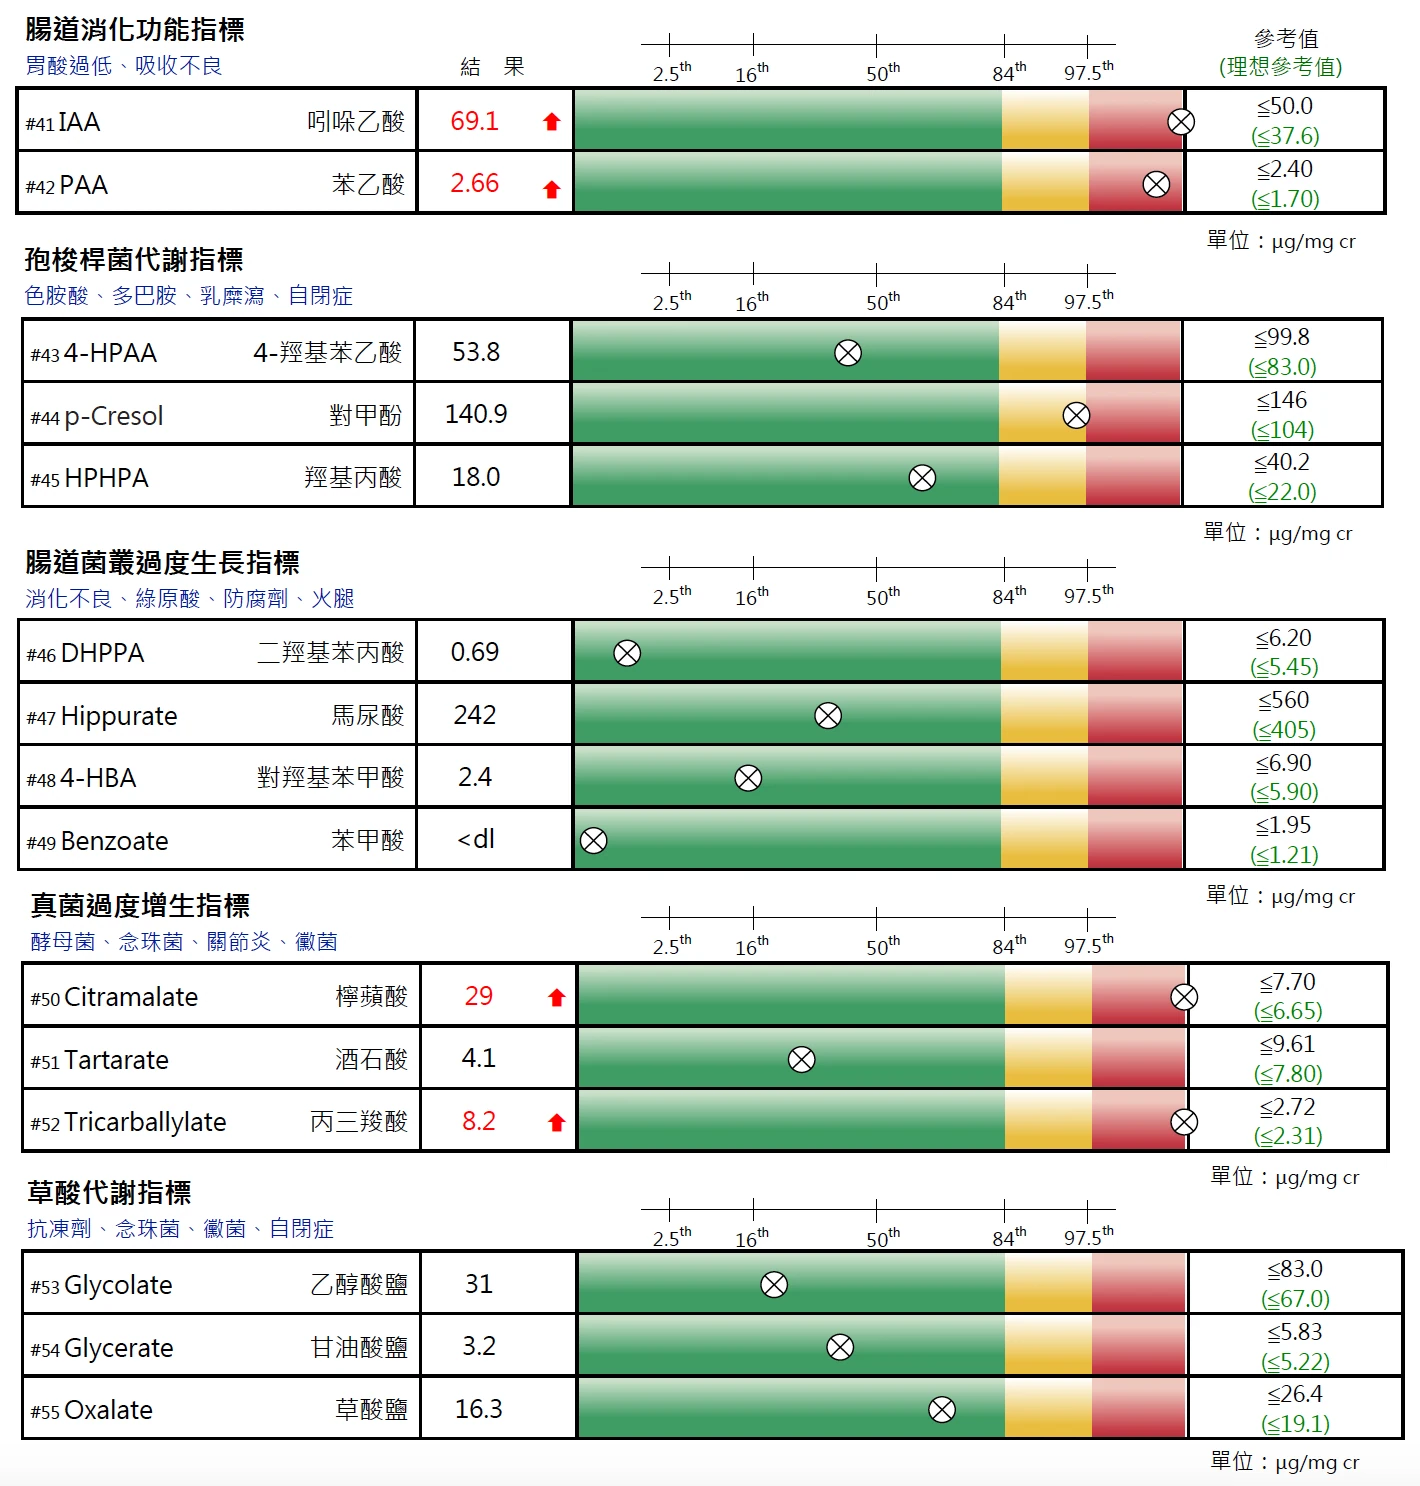 腸道消化功能指標
胃酸過低、吸收不良
結 果
2.5th 16th 50th 84th 97.5th
參考值
(理想參考值)
#41 IAA 吲哚乙酸 69.1 ≦50.0
(≦37.6)
#42 PAA 苯乙酸 2.66 ≦2.40
(≦1.70)
單位：µg/mg cr
孢梭桿菌代謝指標
色胺酸、多巴胺、乳糜瀉、自閉症
2.5th 16th 50th 84th 97.5th
#43 4-HPAA 4-羥基苯乙酸 53.8 ≦99.8
(≦83.0)
#44 p-Cresol 對甲酚 140.9 ≦146
(≦104)
#45 HPHPA 羥基丙酸 18.0 ≦40.2
(≦22.0)
單位：µg/mg cr
腸道菌叢過度生長指標
消化不良、綠原酸、防腐劑、火腿
2.5th 16th 50th 84th 97.5th
#46 DHPPA 二羥基苯丙酸 0.69 ≦6.20
(≦5.45)
#47 Hippurate 馬尿酸 242 ≦560
(≦405)
#48 4-HBA 對羥基苯甲酸 2.4 ≦6.90
(≦5.90)
#49 Benzoate 苯甲酸 <dl ≦1.95
(≦1.21)
單位：µg/mg cr
真菌過度增生指標
酵母菌、念珠菌、關節炎、黴菌
2.5th 16th 50th 84th 97.5th
#50 Citramalate 檸蘋酸 29 ≦7.70
(≦6.65)
#51 Tartarate 酒石酸 4.1 ≦9.61
(≦7.80)
#52 Tricarballylate 丙三羧酸 8.2 ≦2.72
(≦2.31)
單位：µg/mg cr
草酸代謝指標
抗凍劑、念珠菌、黴菌、自閉症
2.5th 16th 50th 84th 97.5th
#53 Glycolate 乙醇酸鹽 31 ≦83.0
(≦67.0)
#54 Glycerate 甘油酸鹽 3.2 ≦5.83
(≦5.22)
#55 Oxalate 草酸鹽 16.3 ≦26.4
(≦19.1)
單位：µg/mg cr